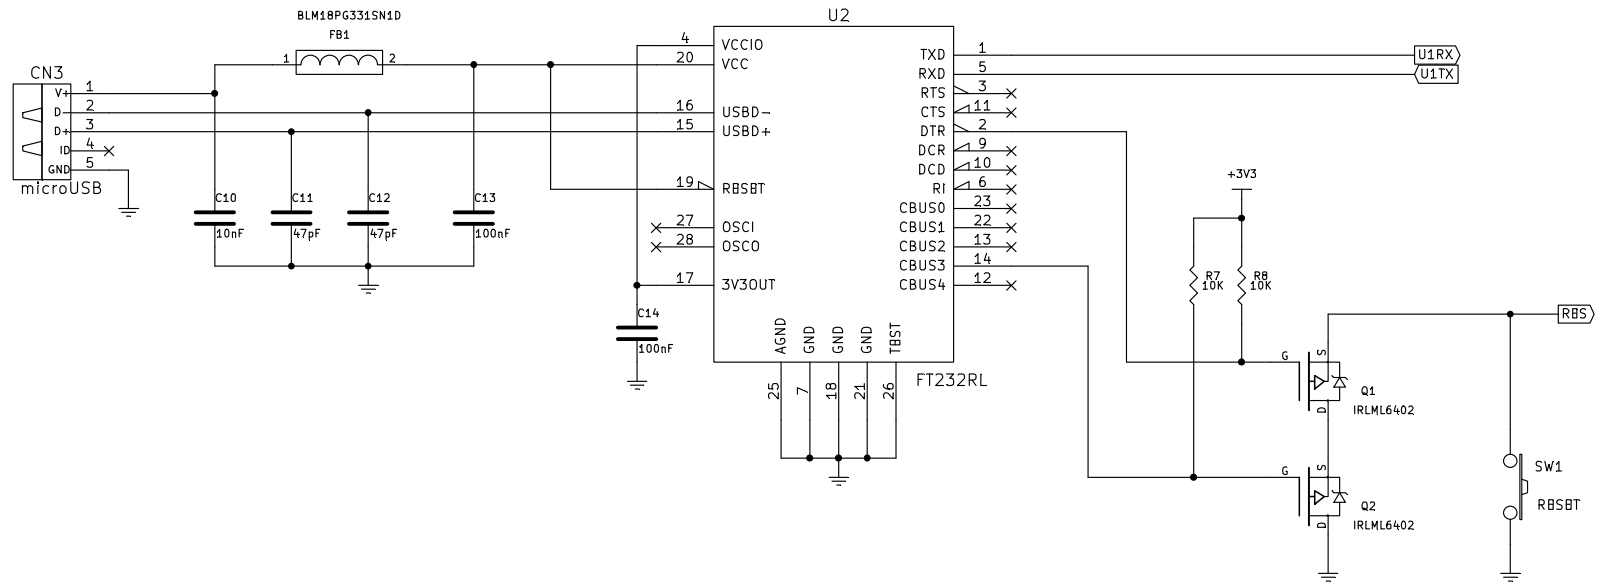 BLM18PG331SN1D
FB1
1 2
CN3
V+ 1
D- 2
D+ 3
ID 4
GND 5
microUSB
C10
10nF
C11
47pF
C12
47pF
C13
100nF
C14
100nF
U2
4 VCCIO
20 VCC
16 USBD-
15 USBD+
19 R8S8T
27 OSCI
28 OSCO
17 3V3OUT
TXD 1
RXD 5
RTS 3
CTS 11
DTR 2
DCR 9
DCD 10
RI 6
CBUS0 23
CBUS1 22
CBUS2 13
CBUS3 14
CBUS4 12
AGND 25
GND 7
GND 18
GND 21
T8ST 26
FT232RL
U1RX
U1TX
+3V3
R7
10K
R8
10K
R8S
G S D
Q1
IRLML6402
G S D
Q2
IRLML6402
SW1
R8S8T